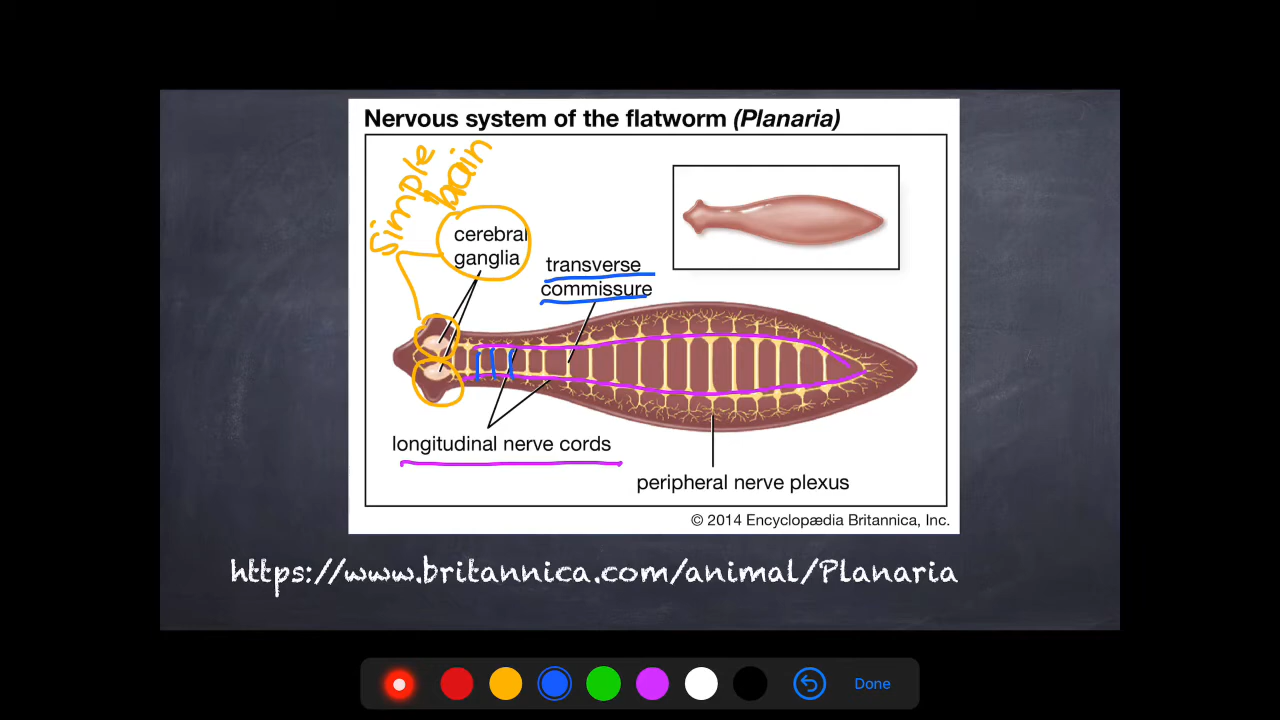 Nervous system of the flatworm (Planaria)
simple
brain
cerebral
ganglia
transverse
commissure
longitudinal nerve cords
peripheral nerve plexus
© 2014 Encyclopædia Britannica, Inc.
https://www.britannica.com/animal/Planaria
Done